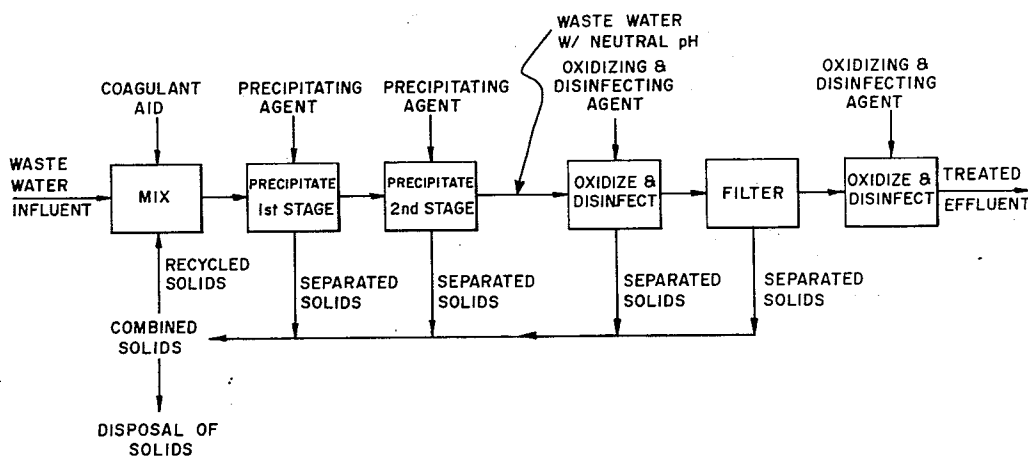 WASTE WATER
W/ NEUTRAL pH
COAGULANT
AID
PRECIPITATING
AGENT
PRECIPITATING
AGENT
OXIDIZING &
DISINFECTING
AGENT
OXIDIZING &
DISINFECTING
AGENT
WASTE
WATER
INFLUENT
MIX
PRECIPITATE
1st STAGE
PRECIPITATE
2nd STAGE
OXIDIZE &
DISINFECT
FILTER
OXIDIZE &
DISINFECT
TREATED
EFFLUENT
RECYCLED
SOLIDS
SEPARATED
SOLIDS
SEPARATED
SOLIDS
SEPARATED
SOLIDS
SEPARATED
SOLIDS
COMBINED
SOLIDS
DISPOSAL OF
SOLIDS